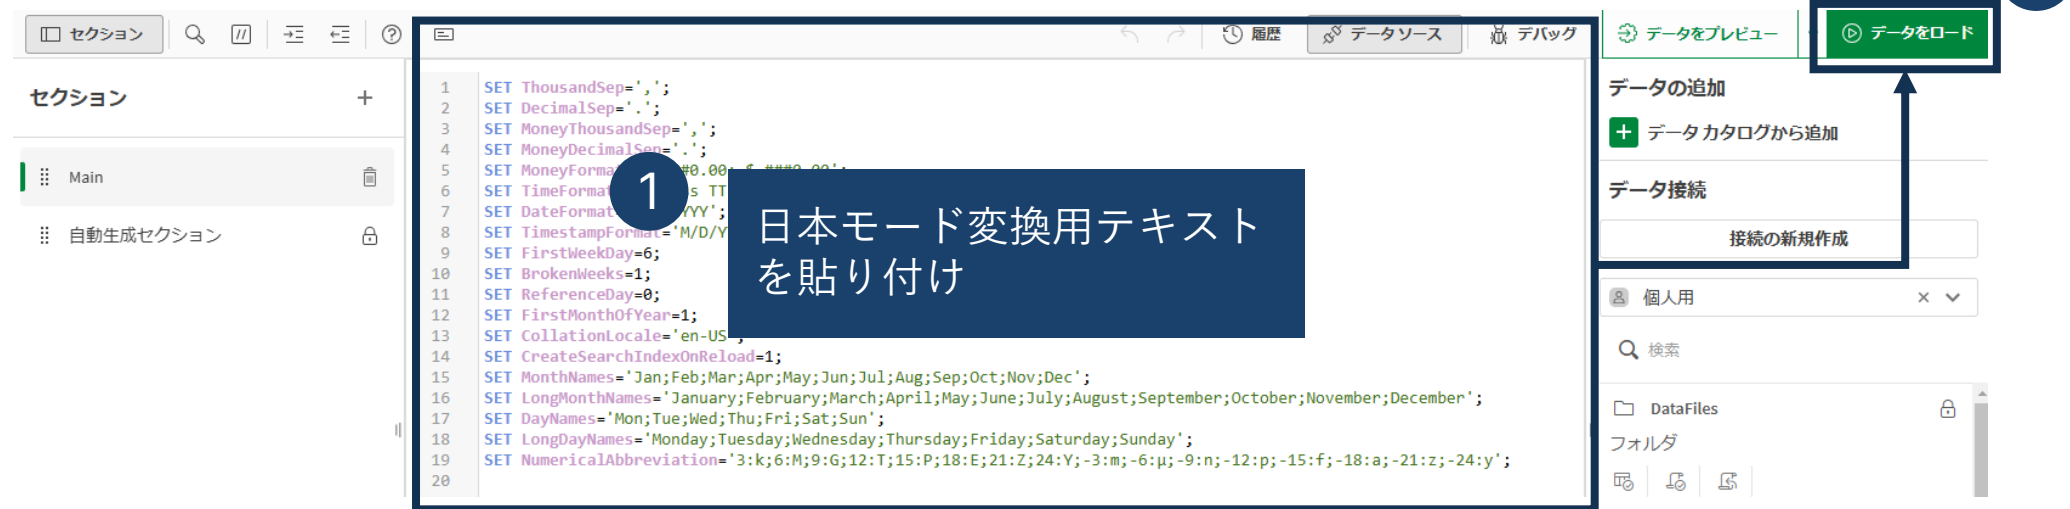 セクション
履歴
データソース
デバッグ
データをプレビュー
データをロード
セクション
Main
自動生成セクション
1 SET ThousandSep=',';
2 SET DecimalSep='.';
3 SET MoneyThousandSep=',';
4 SET MoneyDecimalSep='.';
5 SET MoneyForma #0.00; $ ###0.00';
6 SET TimeFormat s TT
7 SET DateFormat YYY';
8 SET TimestampFormat='M/D/Y
9 SET FirstWeekDay=6;
10 SET BrokenWeeks=1;
11 SET ReferenceDay=0;
12 SET FirstMonthOfYear=1;
13 SET CollationLocale='en-US';
14 SET CreateSearchIndexOnReload=1;
15 SET MonthNames='Jan;Feb;Mar;Apr;May;Jun;Jul;Aug;Sep;Oct;Nov;Dec';
16 SET LongMonthNames='January;February;March;April;May;June;July;August;September;October;November;December';
17 SET DayNames='Mon;Tue;Wed;Thu;Fri;Sat;Sun';
18 SET LongDayNames='Monday;Tuesday;Wednesday;Thursday;Friday;Saturday;Sunday';
19 SET NumericalAbbreviation='3:k;6:M;9:G;12:T;15:P;18:E;21:Z;24:Y;-3:m;-6:μ;-9:n;-12:p;-15:f;-18:a;-21:z;-24:y';
20
1
日本モード変換用テキスト
を貼り付け
データの追加
データ カタログから追加
データ接続
接続の新規作成
個人用
検索
DataFiles
フォルダ